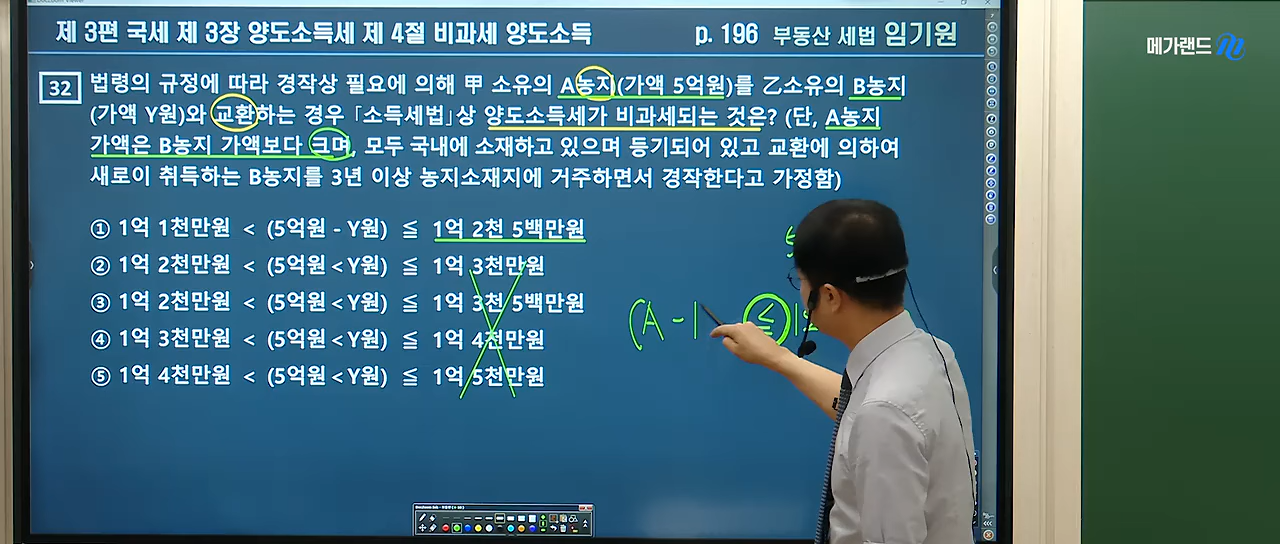 제 3편 국세 제 3장 양도소득세 제 4절 비과세 양도소득 p. 196 부동산 세법 임기원
메가랜드
32 법령의 규정에 따라 경작상 필요에 의해 甲 소유의 A농지(가액 5억원)를 乙소유의 B농지
(가액 Y원)와 교환하는 경우 「소득세법」상 양도소득세가 비과세되는 것은? (단, A농지
가액은 B농지 가액보다 크며, 모두 국내에 소재하고 있으며 등기되어 있고 교환에 의하여
새로이 취득하는 B농지를 3년 이상 농지소재지에 거주하면서 경작한다고 가정함)
① 1억 1천만원 < (5억원 - Y원) ≦ 1억 2천 5백만원
② 1억 2천만원 < (5억원 < Y원) ≦ 1억 3천만원
③ 1억 2천만원 < (5억원 < Y원) ≦ 1억 3천 5백만원
④ 1억 3천만원 < (5억원 < Y원) ≦ 1억 4천만원
⑤ 1억 4천만원 < (5억원 < Y원) ≦ 1억 5천만원
(A - ≦